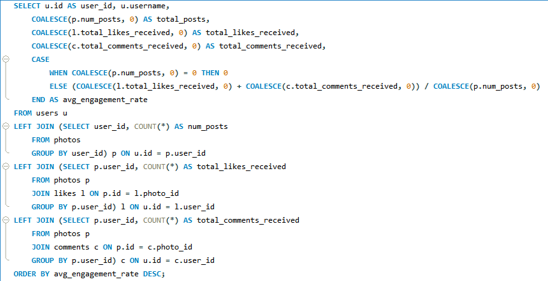 SELECT u.id AS user_id, u.username,
COALESCE(p.num_posts, 0) AS total_posts,
COALESCE(l.total_likes_received, 0) AS total_likes_received,
COALESCE(c.total_comments_received, 0) AS total_comments_received,
CASE
WHEN COALESCE(p.num_posts, 0) = 0 THEN 0
ELSE (COALESCE(l.total_likes_received, 0) + COALESCE(c.total_comments_received, 0)) / COALESCE(p.num_posts, 0)
END AS avg_engagement_rate
FROM users u
LEFT JOIN (SELECT user_id, COUNT(*) AS num_posts
FROM photos
GROUP BY user_id) p ON u.id = p.user_id
LEFT JOIN (SELECT p.user_id, COUNT(*) AS total_likes_received
FROM photos p
JOIN likes l ON p.id = l.photo_id
GROUP BY p.user_id) l ON u.id = l.user_id
LEFT JOIN (SELECT p.user_id, COUNT(*) AS total_comments_received
FROM photos p
JOIN comments c ON p.id = c.photo_id
GROUP BY p.user_id) c ON u.id = c.user_id
ORDER BY avg_engagement_rate DESC;